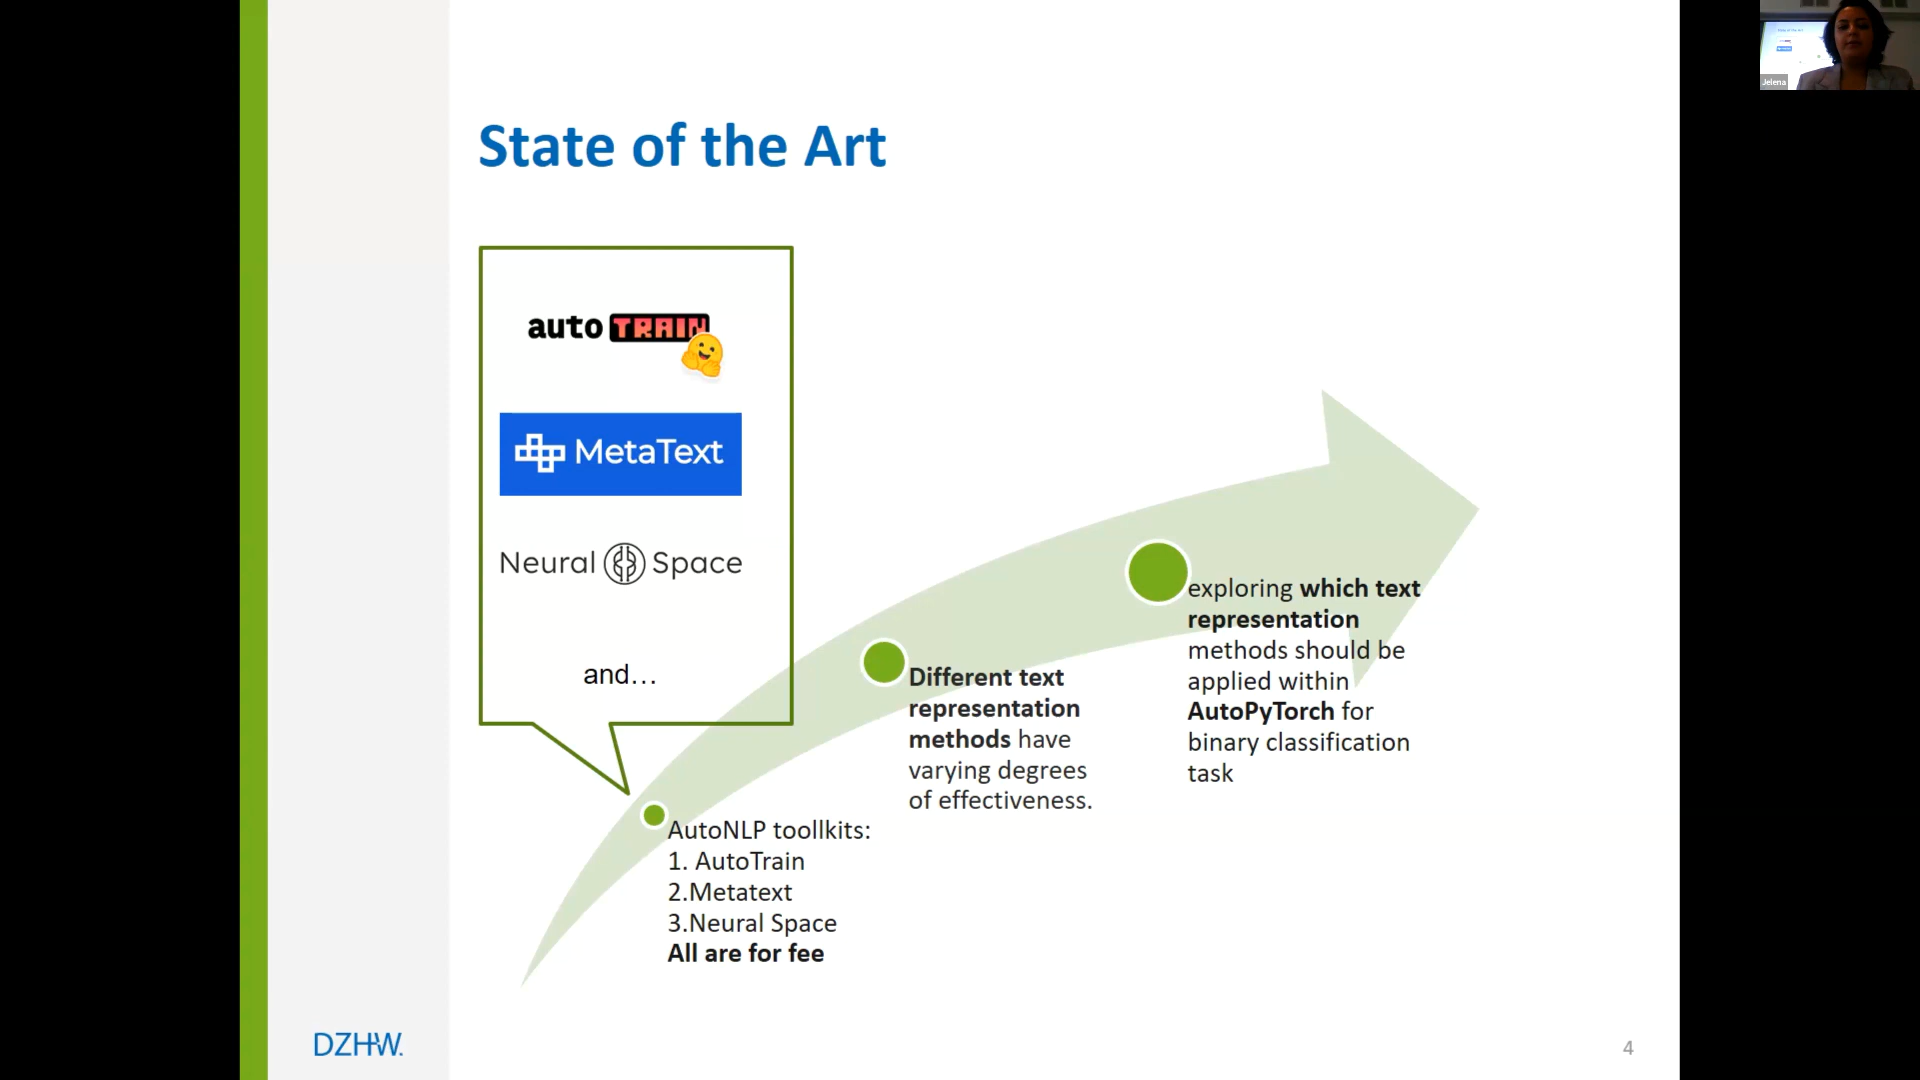 State of the Art
auto TRAIN
MetaText
Neural Space
and…
AutoNLP toollkits:
1. AutoTrain
2.Metatext
3.Neural Space
All are for fee
Different text
representation
methods have
varying degrees
of effectiveness.
exploring which text
representation
methods should be
applied within
AutoPyTorch for
binary classification
task
DZHW.
4
Jelena